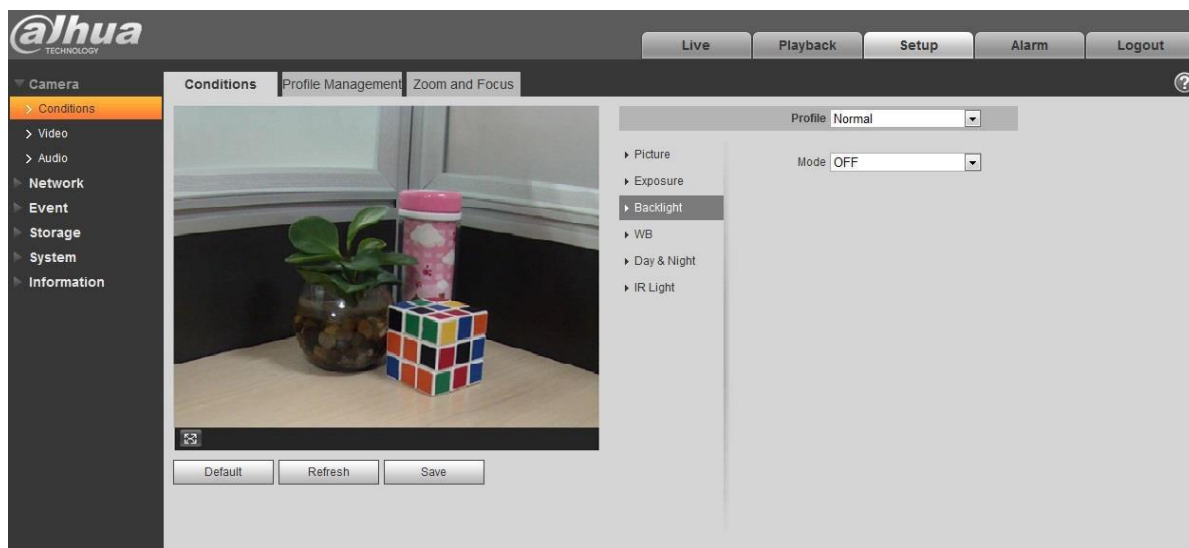 alhua
TECHNOLOGY
Live
Playback
Setup
Alarm
Logout
Camera
Conditions
Video
Audio
Network
Event
Storage
System
Information
Conditions
Profile Management
Zoom and Focus
?
Profile Normal
Picture
Exposure
Backlight
WB
Day & Night
IR Light
Mode OFF
Default
Refresh
Save